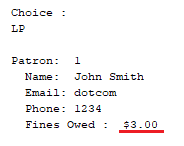 Choice :
LP
Patron: 1
Name: John Smith
Email: dotcom
Phone: 1234
Fines Owed : $3.00